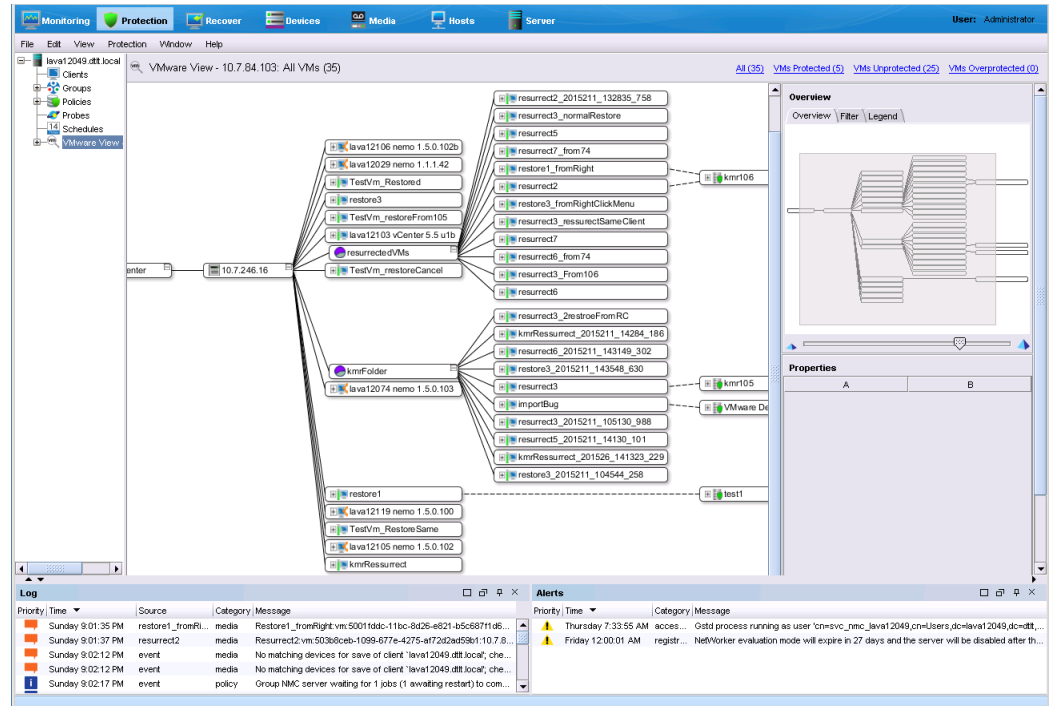 Monitoring Protection Recover Devices Media Hosts Server User: Administrator
File Edit View Protection Window Help
lava12049.dttt.local
Clients
Groups
Policies
Probes
14 Schedules
VMware View
VMware View - 10.7.84.103: All VMs (35)
All (35) VMs Protected (5) VMs Unprotected (25) VMs Overprotected (0)
enter
10.7.246.16
lava12106 nemo 1.5.0.102b
lava12029 nemo 1.1.1.42
TestVm_Restored
restore3
TestVm_restoreFrom105
lava12103 vCenter 5.5 u1b
resurrectedVMs
TestVm_rrestoreCancel
kmrFolder
lava12074 nemo 1.5.0.103
restore1
lava12119 nemo 1.5.0.100
TestVm_RestoreSame
lava12105 nemo 1.5.0.102
kmrRessurrect
resurrect2_2015211_132835_758
resurrect3_normalRestore
resurrect5
resurrect7_from74
restore1_fromRight
resurrect2
restore3_fromRightClickMenu
resurrect3_ressurectSameClient
resurrect7
resurrect6_from74
resurrect3_From106
resurrect6
resurrect3_2restroeFromRC
kmrRessurrect_2015211_14284_186
resurrect6_2015211_143149_302
restore3_2015211_143548_630
resurrect3
importBug
resurrect3_2015211_105130_988
resurrect5_2015211_14130_101
kmrRessurrect_201526_141323_229
restore3_2015211_104544_258
kmr106
kmr105
VMware De
test1
Overview
Overview Filter Legend
Properties
A B
Log
Priority Time Source Category Message
Sunday 9:01:35 PM restore1_fromRi... media Restore1_fromRight:vm:5001fddc-11bc-8d26-e821-b5c687f1d6...
Sunday 9:01:37 PM resurrect2 media Resurrect2:vm:503b8ceb-1099-677e-4275-af72d2ad59b1:10.7.8...
Sunday 9:02:12 PM event media No matching devices for save of client `lava12049.dttt.local'; che...
Sunday 9:02:12 PM event media No matching devices for save of client `lava12049.dttt.local'; che...
Sunday 9:02:17 PM event policy Group NMC server waiting for 1 jobs (1 awaiting restart) to com...
Alerts
Priority Time Category Message
Thursday 7:33:55 AM acces... Gstd process running as user 'cn=svc_nmc_lava12049,cn=Users,dc=lava12049,dc=dttt,...
Friday 12:00:01 AM registr... NetWorker evaluation mode will expire in 27 days and the server will be disabled after th...